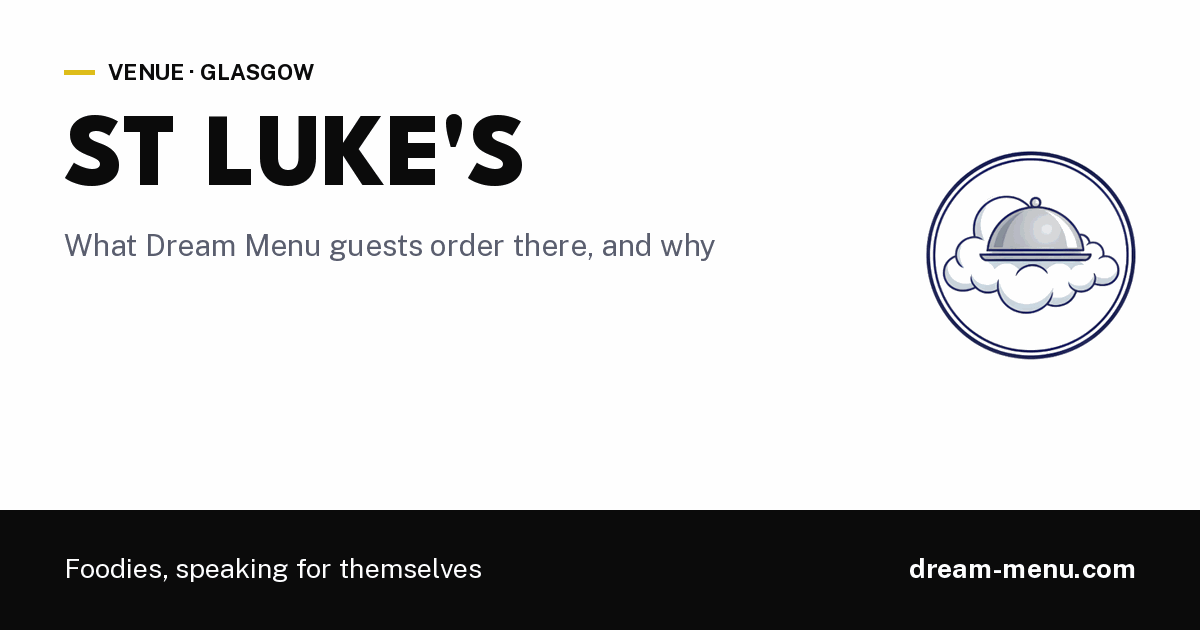 VENUE · GLASGOW
ST LUKE'S
What Dream Menu guests order there, and why
Foodies, speaking for themselves
dream-menu.com